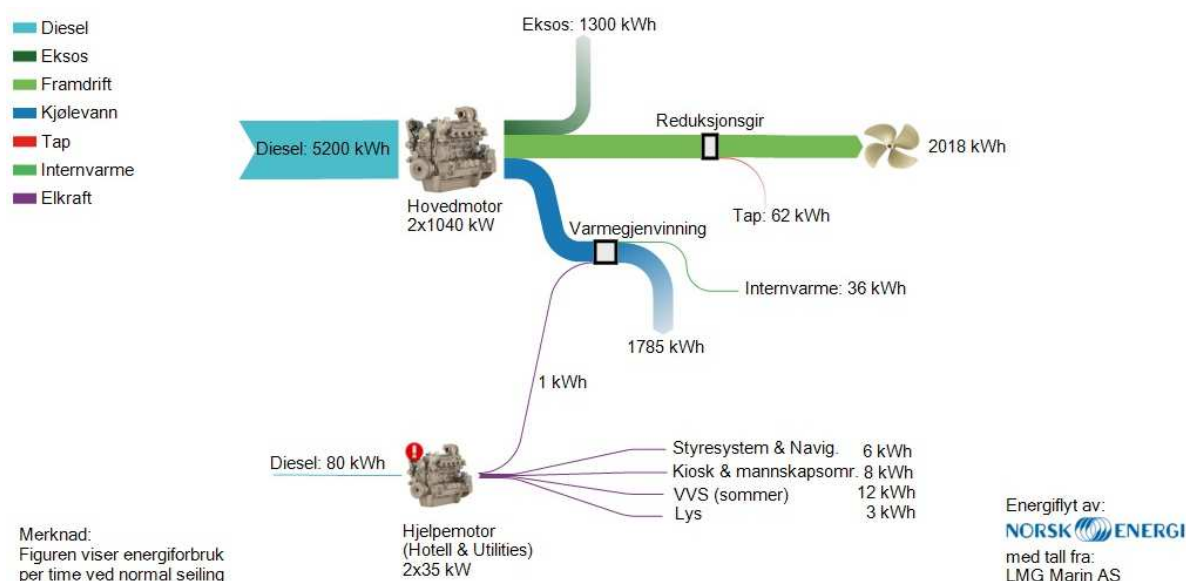 Diesel
Eksos
Framdrift
Kjølevann
Tap
Internvarme
Elkraft
Eksos: 1300 kWh
Reduksjonsgir
Diesel: 5200 kWh
2018 kWh
Hovedmotor
2x1040 kW
Tap: 62 kWh
Varmegjenvinning
Internvarme: 36 kWh
1785 kWh
1 kWh
Diesel: 80 kWh
Styresystem & Navig. 6 kWh
Kiosk & mannskapsomr. 8 kWh
VVS (sommer) 12 kWh
Lys 3 kWh
Hjelpemotor
(Hotell & Utilities)
2x35 kW
Merknad:
Figuren viser energiforbruk
per time ved normal seiling
Energiflyt av:
NORSK ENERGI
med tall fra:
LMG Marin AS